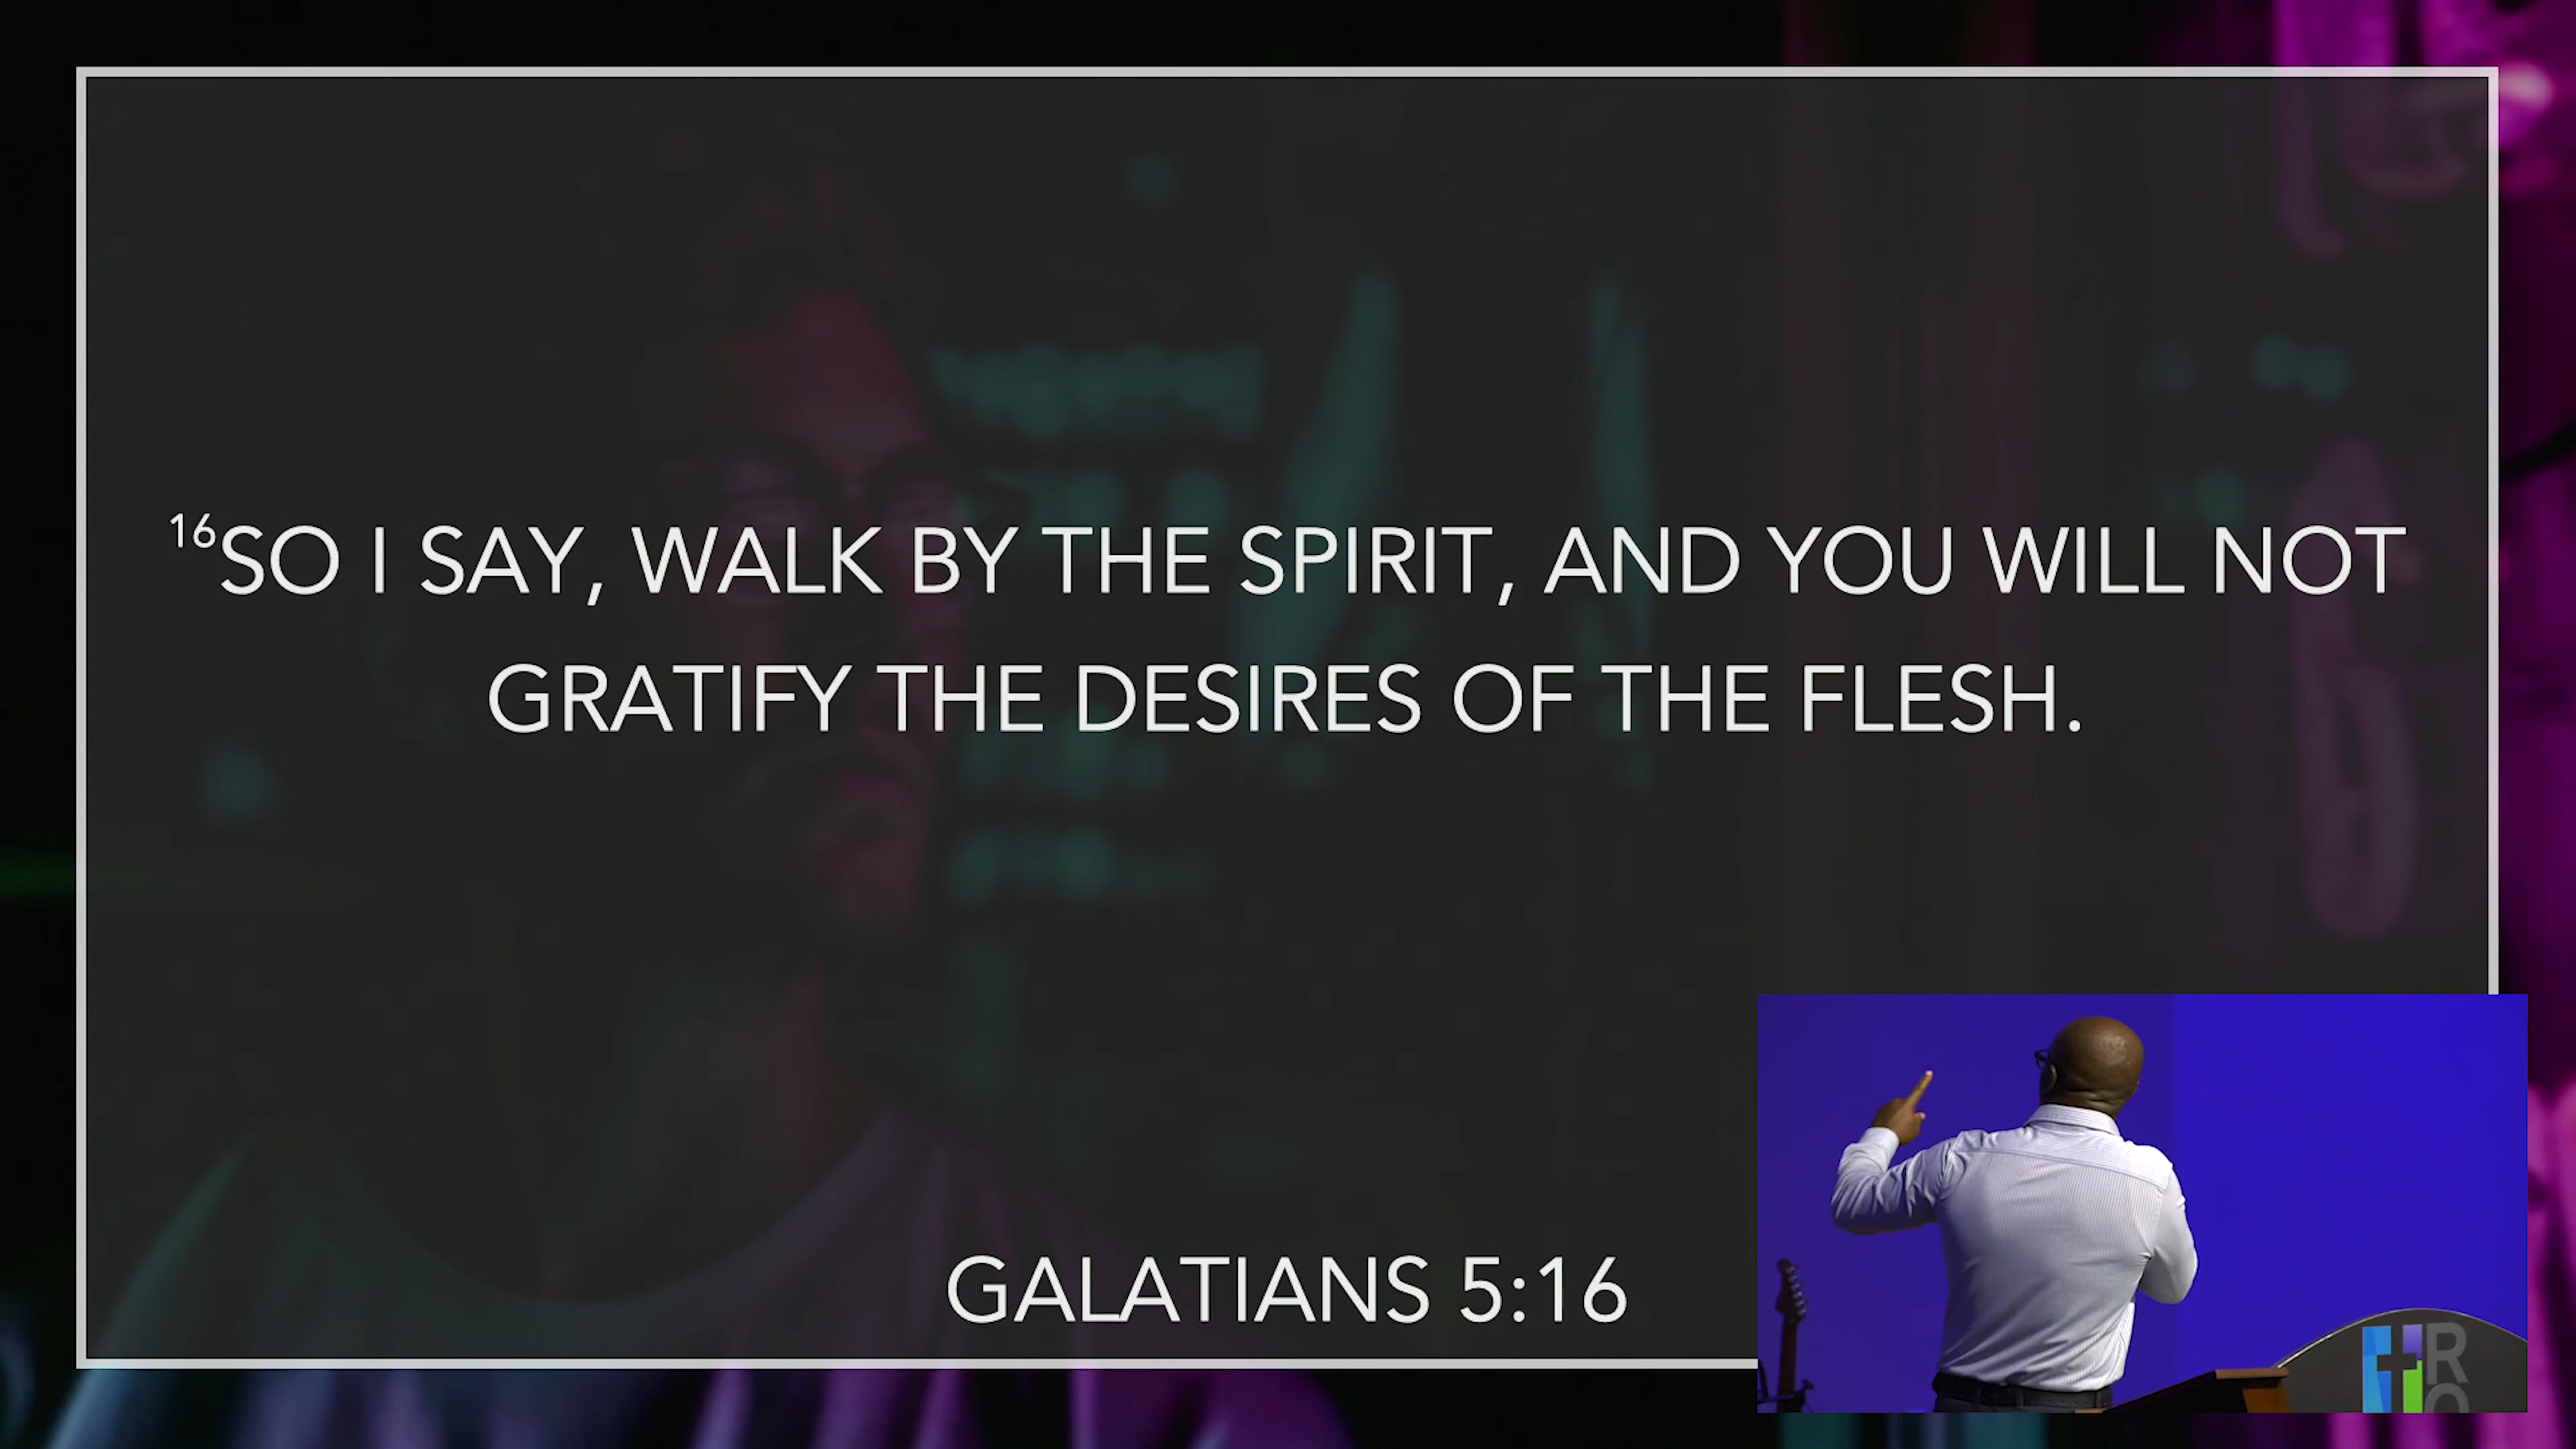 ¹⁶SO I SAY, WALK BY THE SPIRIT, AND YOU WILL NOT
GRATIFY THE DESIRES OF THE FLESH.
GALATIANS 5:16
R